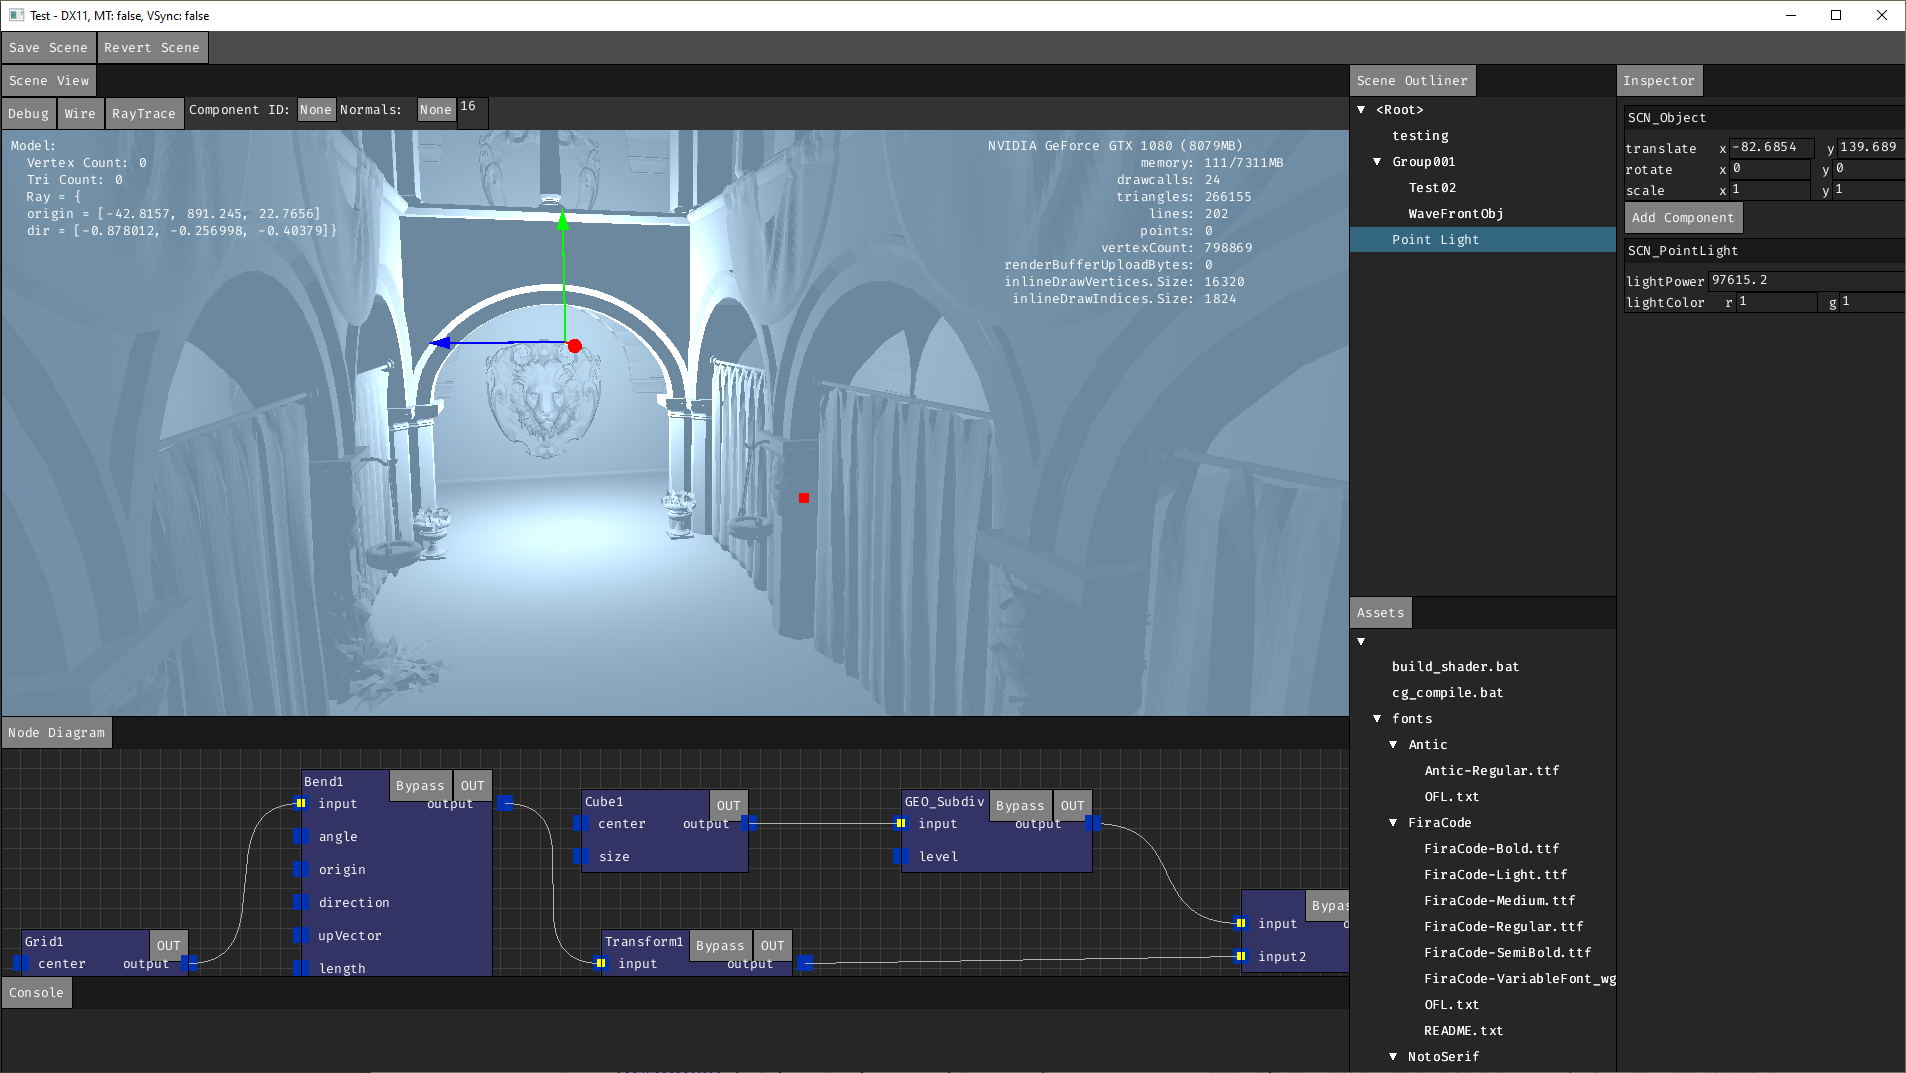 Test - DX11, MT: false, VSync: false
Save Scene Revert Scene
Scene View
Debug Wire RayTrace Component ID: None Normals: None 16
Model:
Vertex Count: 0
Tri Count: 0
Ray = {
origin = [-42.8157, 891.245, 22.7656]
dir = [-0.878012, -0.256998, -0.40379]}
NVIDIA GeForce GTX 1080 (8079MB)
memory: 111/7311MB
drawcalls: 24
triangles: 266155
lines: 202
points: 0
vertexCount: 798869
renderBufferUploadBytes: 0
inlineDrawVertices.Size: 16320
inlineDrawIndices.Size: 1824
Node Diagram
Bend1 Bypass OUT
input output
angle
origin
direction
upVector
length
Cube1 OUT
center output
size
GEO_Subdiv Bypass OUT
input output
level
Grid1 OUT
center output
Transform1 Bypass OUT
input output
Bypas
input o
input2
Console
Scene Outliner
<Root>
testing
Group001
Test02
WaveFrontObj
Point Light
Assets
build_shader.bat
cg_compile.bat
fonts
Antic
Antic-Regular.ttf
OFL.txt
FiraCode
FiraCode-Bold.ttf
FiraCode-Light.ttf
FiraCode-Medium.ttf
FiraCode-Regular.ttf
FiraCode-SemiBold.ttf
FiraCode-VariableFont_wg
OFL.txt
README.txt
NotoSerif
Inspector
SCN_Object
translate x -82.6854 y 139.689
rotate x 0 y 0
scale x 1 y 1
Add Component
SCN_PointLight
lightPower 97615.2
lightColor r 1 g 1